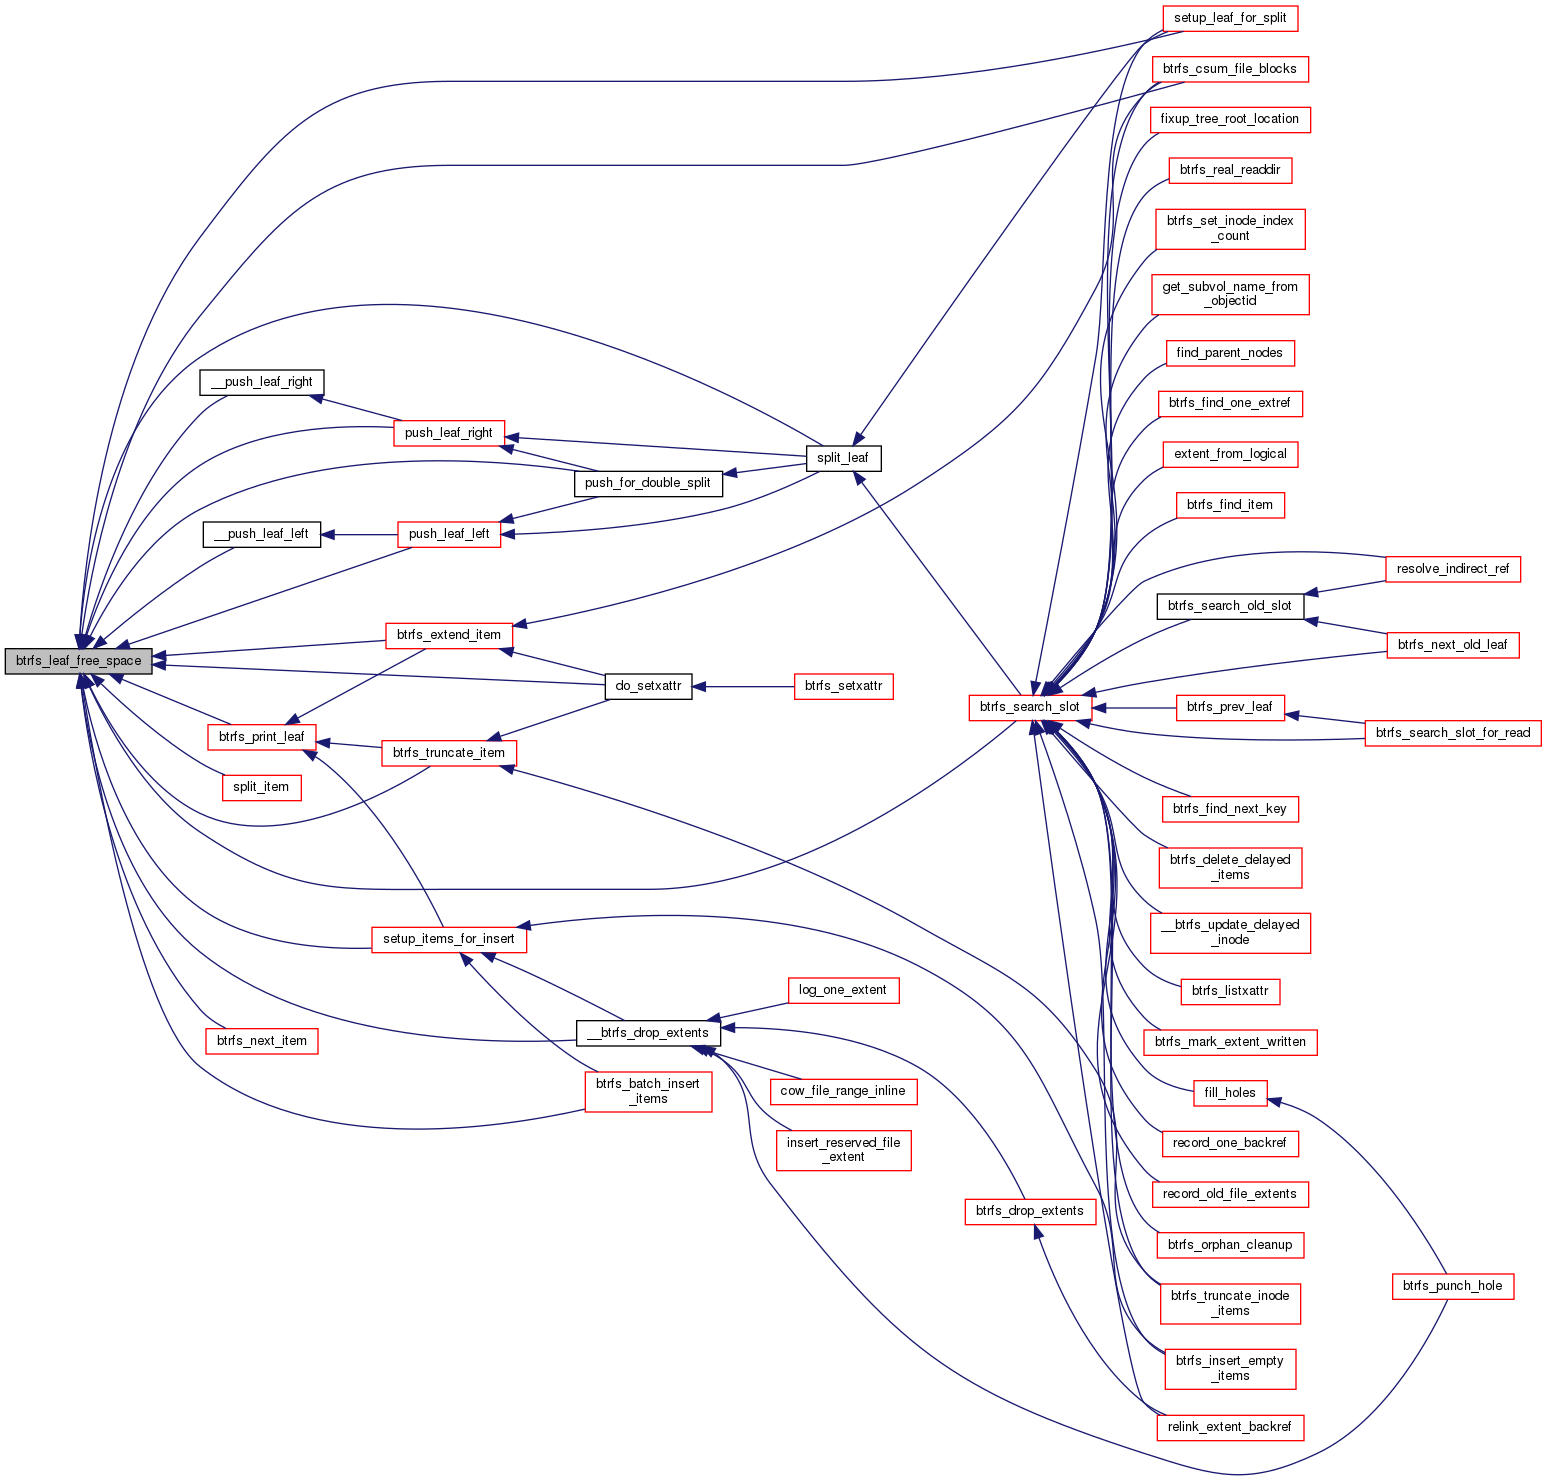 setup_leaf_for_split
btrfs_csum_file_blocks
fixup_tree_root_location
btrfs_real_readdir
btrfs_set_inode_index
_count
get_subvol_name_from
_objectid
find_parent_nodes
btrfs_find_one_extref
extent_from_logical
btrfs_find_item
__push_leaf_right
push_leaf_right
split_leaf
push_for_double_split
__push_leaf_left
push_leaf_left
resolve_indirect_ref
btrfs_search_old_slot
btrfs_next_old_leaf
btrfs_leaf_free_space
btrfs_extend_item
do_setxattr
btrfs_setxattr
btrfs_search_slot
btrfs_prev_leaf
btrfs_search_slot_for_read
btrfs_print_leaf
btrfs_truncate_item
split_item
btrfs_find_next_key
btrfs_delete_delayed
_items
__btrfs_update_delayed
_inode
setup_items_for_insert
btrfs_listxattr
log_one_extent
__btrfs_drop_extents
btrfs_next_item
btrfs_mark_extent_written
btrfs_batch_insert
_items
cow_file_range_inline
fill_holes
insert_reserved_file
_extent
record_one_backref
record_old_file_extents
btrfs_drop_extents
btrfs_orphan_cleanup
btrfs_punch_hole
btrfs_truncate_inode
_items
btrfs_insert_empty
_items
relink_extent_backref